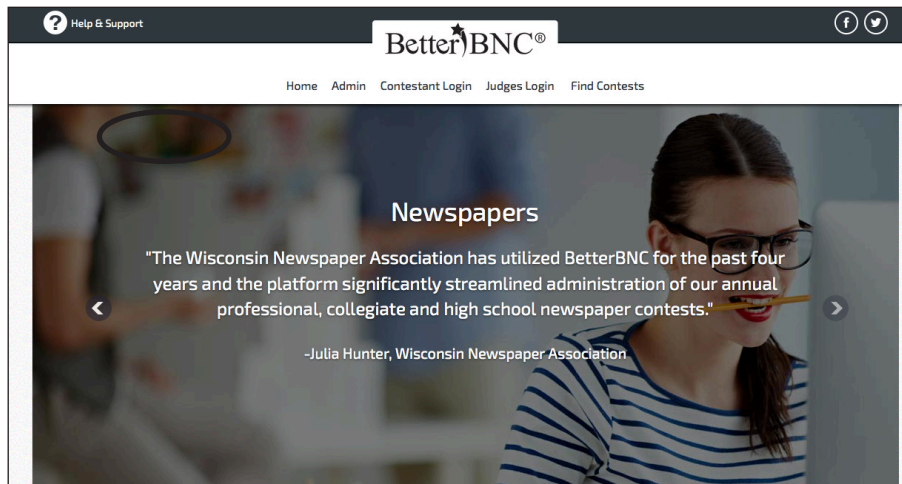 Help & Support
BetterBNC®
Home Admin Contestant Login Judges Login Find Contests
Newspapers
"The Wisconsin Newspaper Association has utilized BetterBNC for the past four
years and the platform significantly streamlined administration of our annual
professional, collegiate and high school newspaper contests."
-Julia Hunter, Wisconsin Newspaper Association